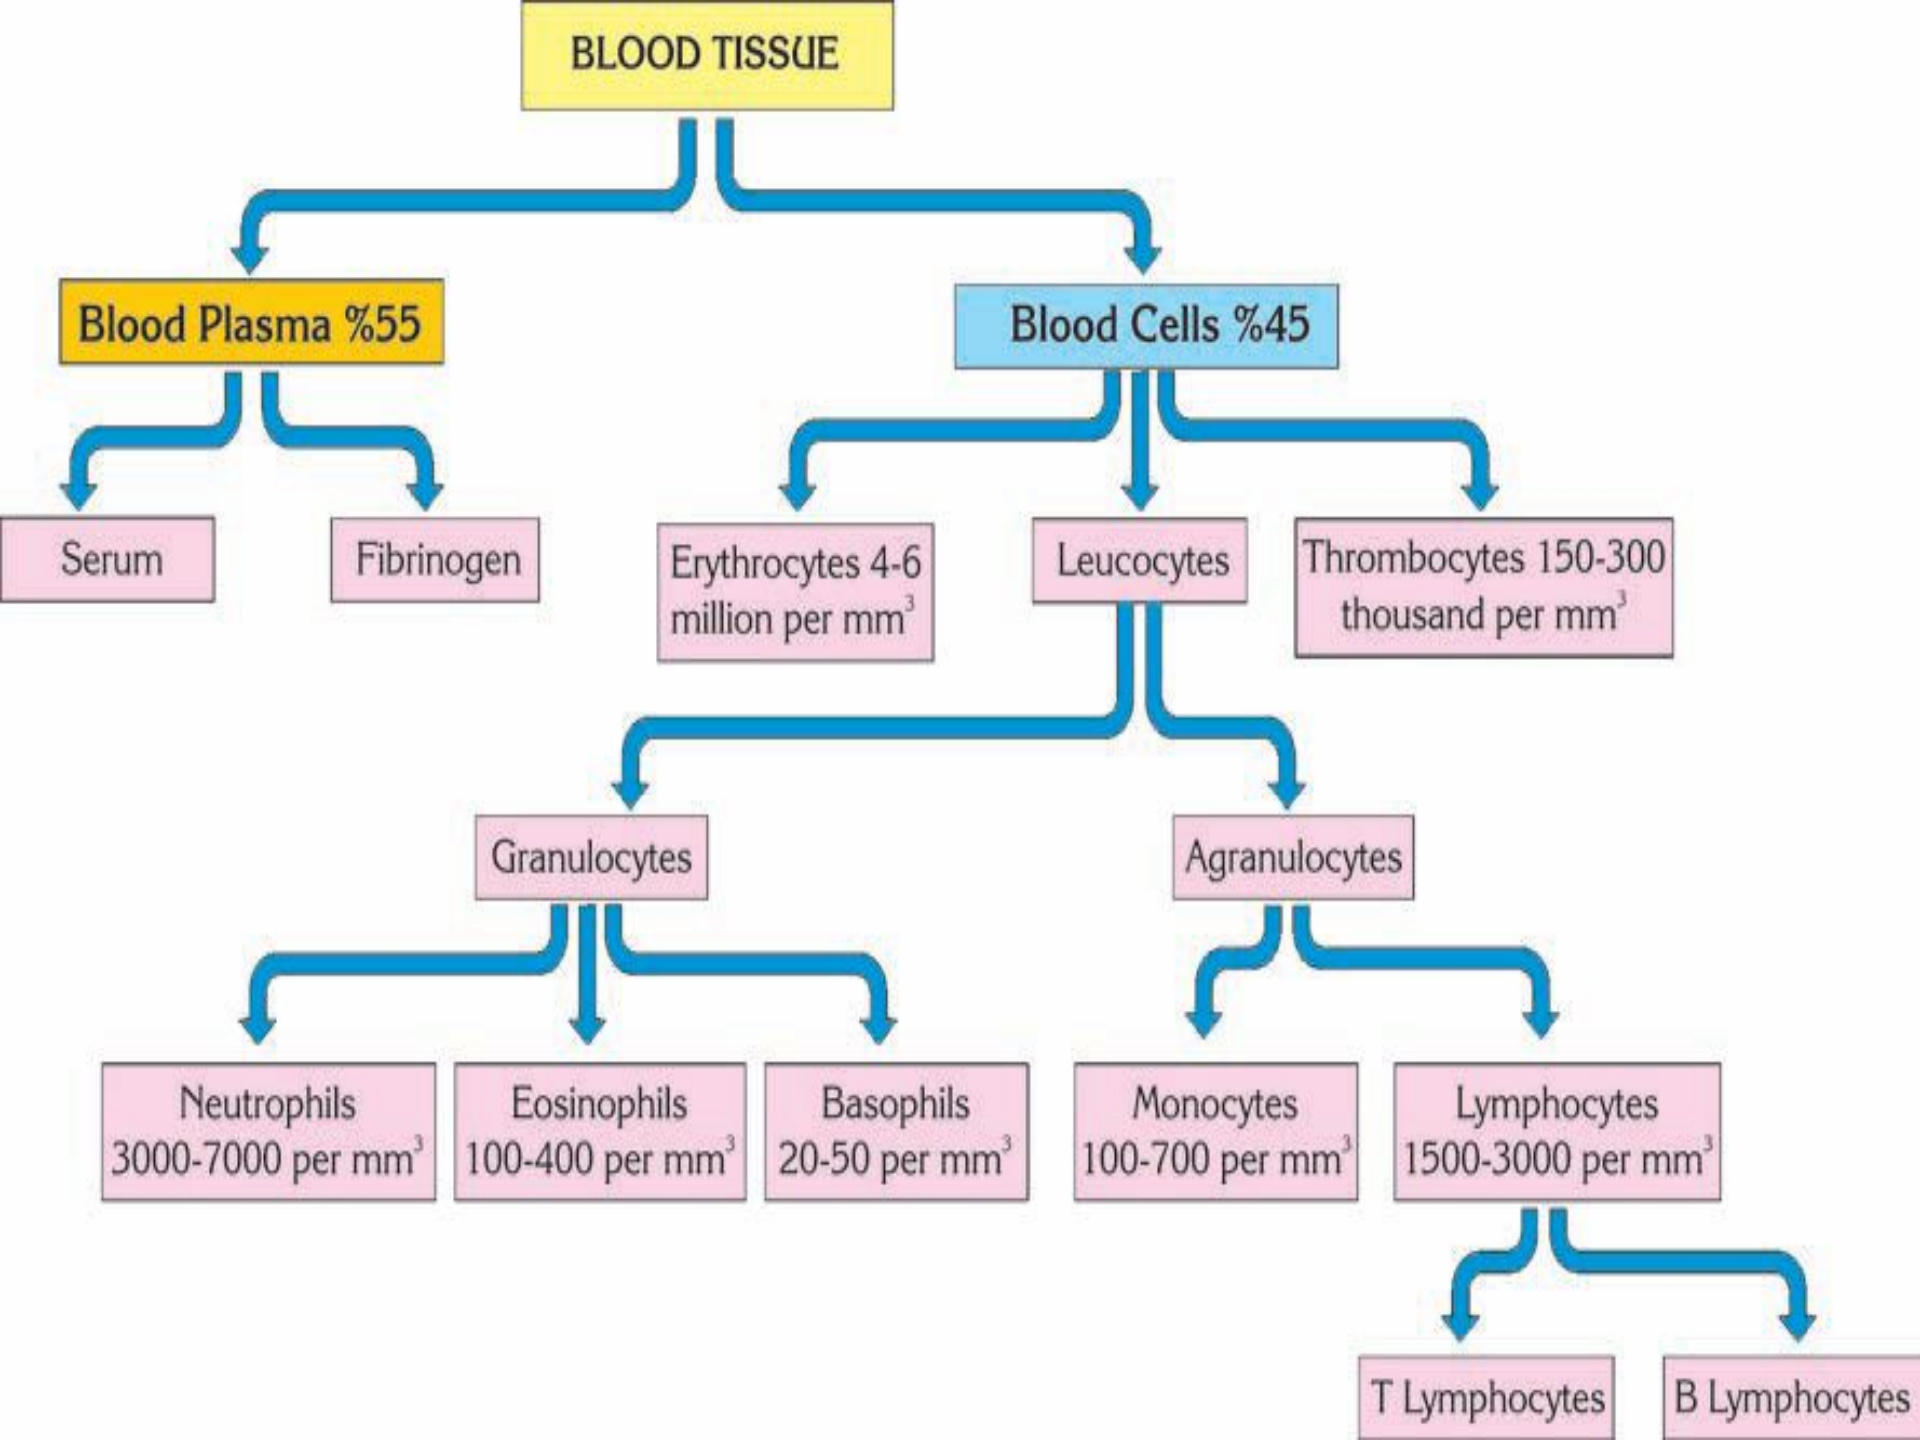 BLOOD TISSUE
Blood Plasma %55
Blood Cells %45
Serum
Fibrinogen
Erythrocytes 4-6
million per mm³
Leucocytes
Thrombocytes 150-300
thousand per mm³
Granulocytes
Agranulocytes
Neutrophils
3000-7000 per mm³
Eosinophils
100-400 per mm³
Basophils
20-50 per mm³
Monocytes
100-700 per mm³
Lymphocytes
1500-3000 per mm³
T Lymphocytes
B Lymphocytes